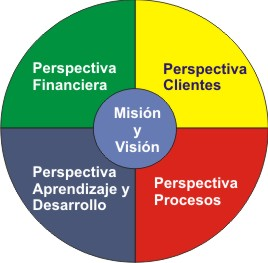 Perspectiva
Financiera
Perspectiva
Clientes
Misión
y
Visión
Perspectiva
Aprendizaje y
Desarrollo
Perspectiva
Procesos